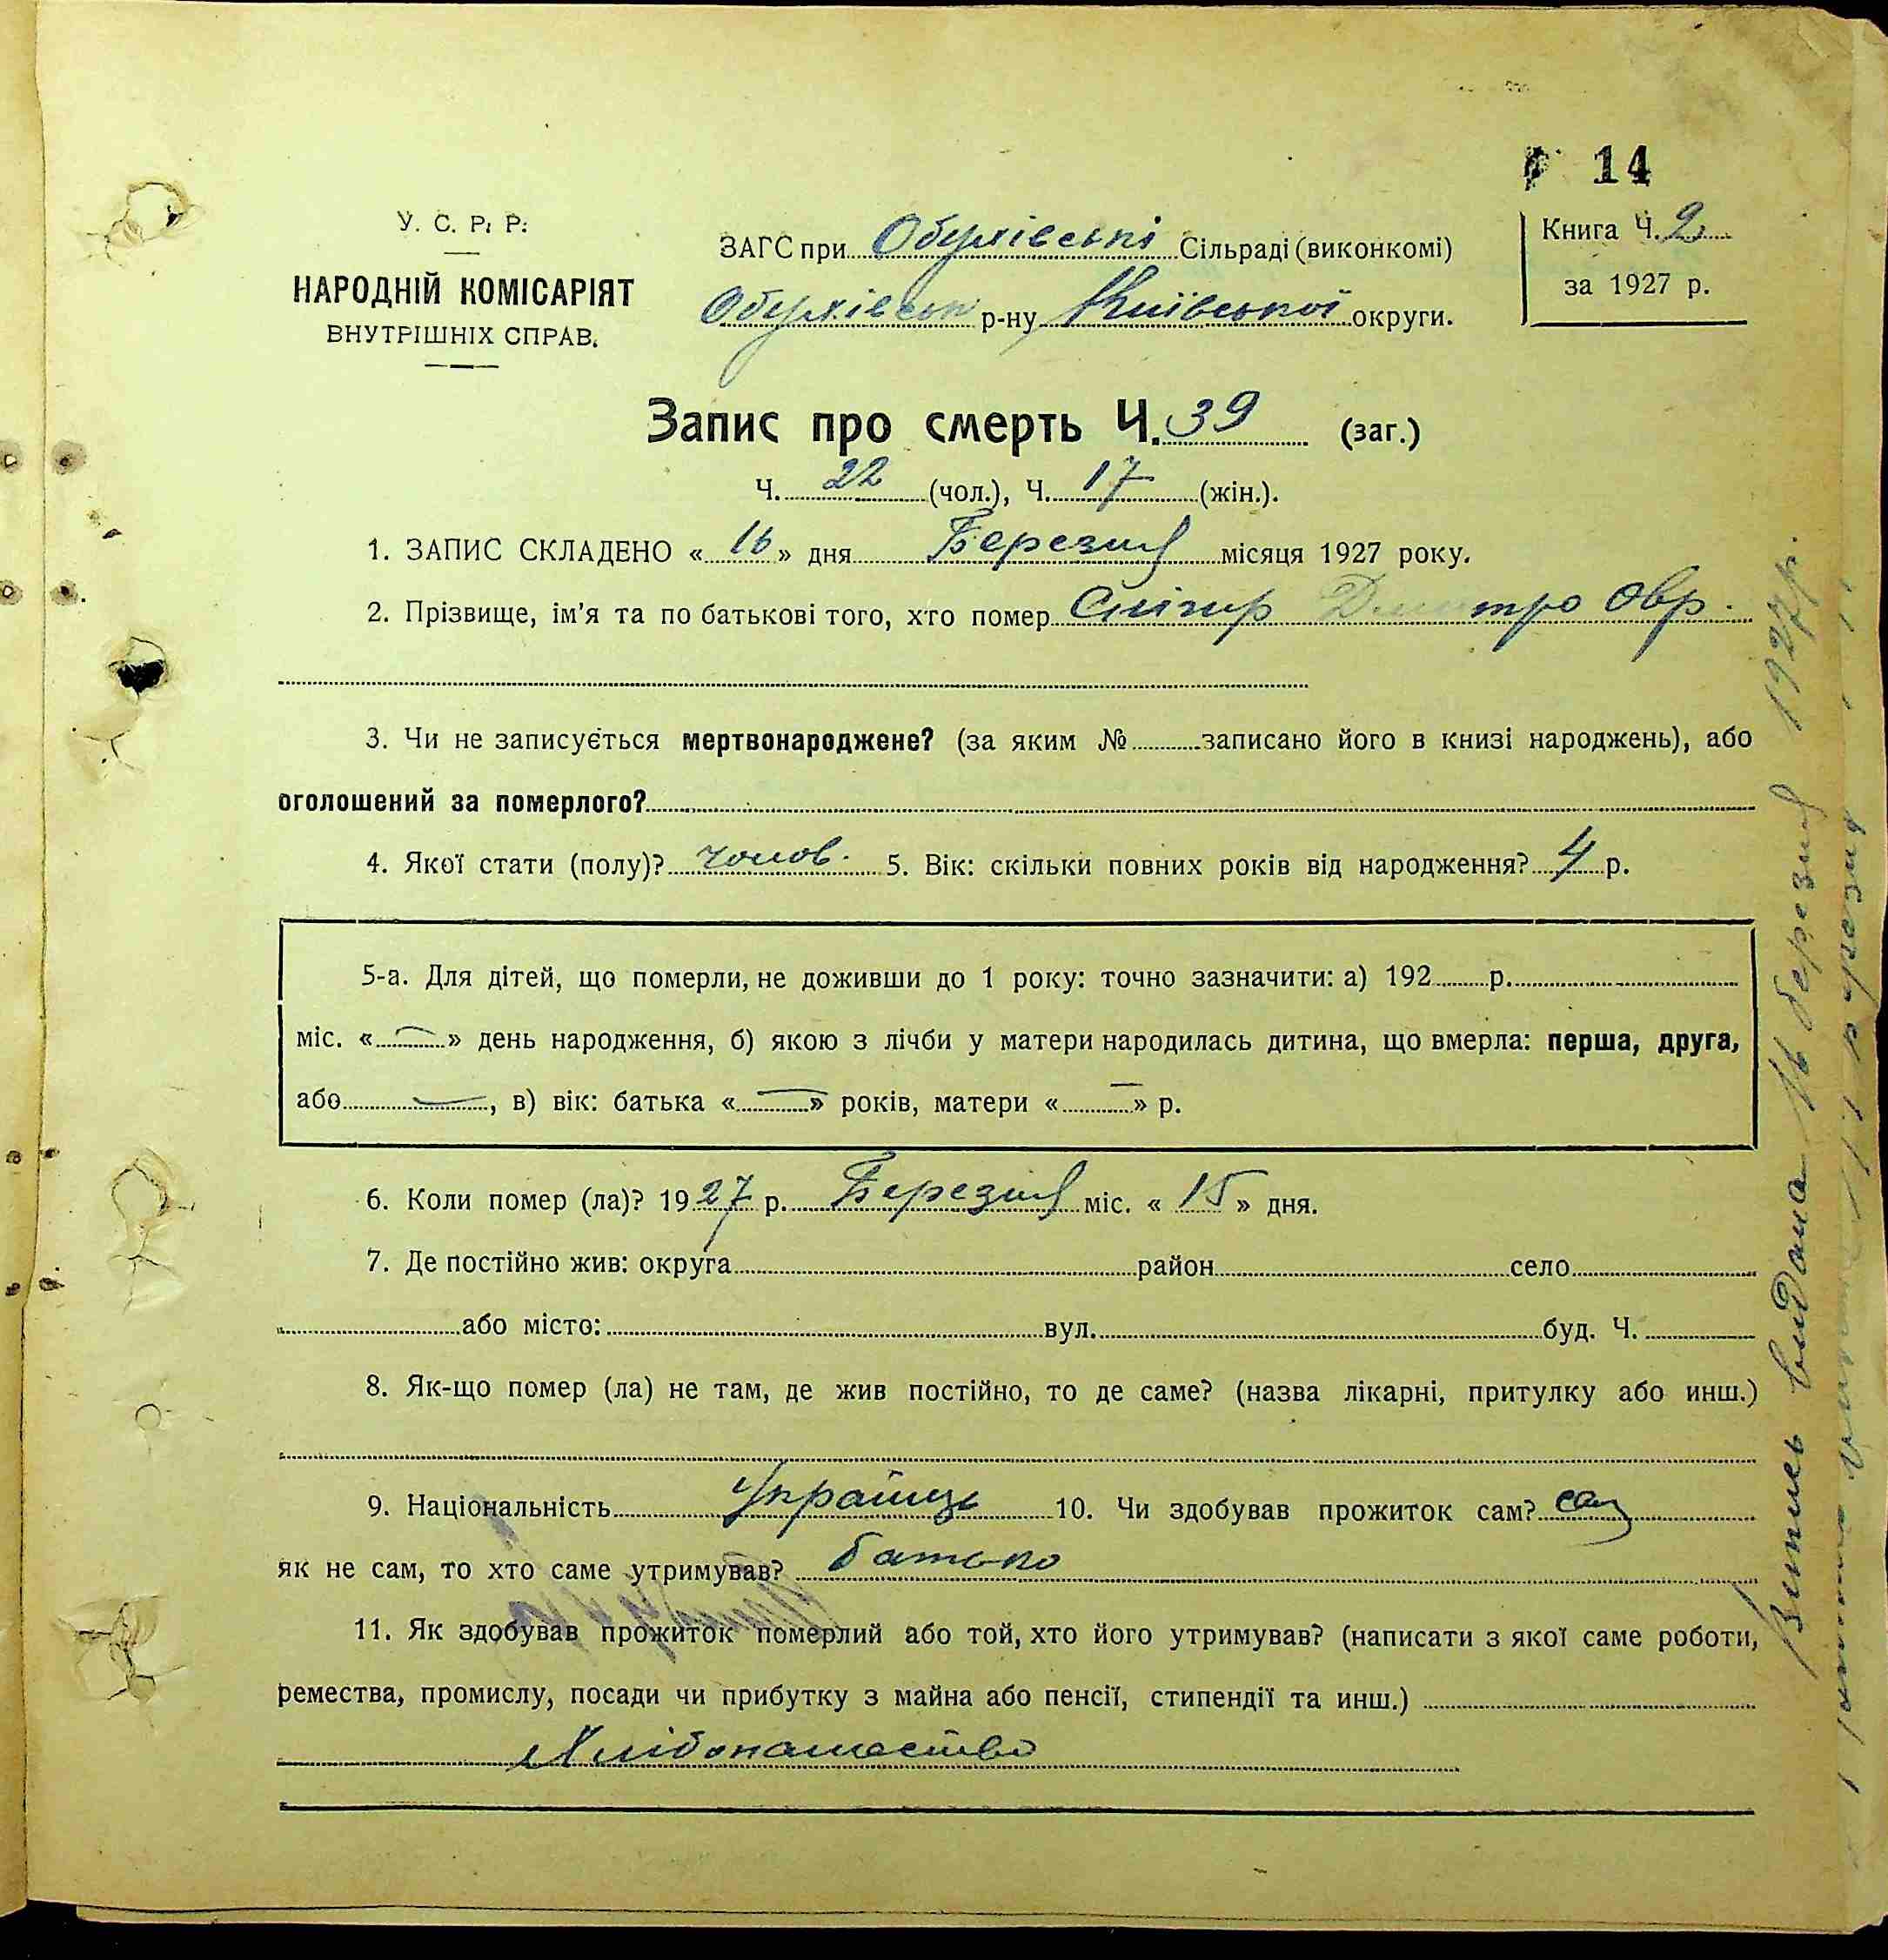 14
У. С. Р. Р.
НАРОДНІЙ КОМІСАРІЯТ
ВНУТРІШНІХ СПРАВ.
ЗАГС при Обухівські Сільраді (виконкомі)
Обухівськ р-ну Київської округи.
Книга Ч. 2
за 1927 р.
Запис про смерть Ч. 39 (заг.)
Ч. 22 (чол.), Ч. 17 (жін.).
1. ЗАПИС СКЛАДЕНО « 16 » дня Березня місяця 1927 року.
2. Прізвище, ім'я та по батькові того, хто помер Снігир Дмитро Овр.
3. Чи не записується мертвонароджене? (за яким № записано його в книзі народжень), або
оголошений за померлого?
4. Якої стати (полу)? чолов. 5. Вік: скільки повних років від народження? 4 р.
5-а. Для дітей, що померли, не доживши до 1 року: точно зазначити: а) 192 р.
міс. « — » день народження, б) якою з лічби у матери народилась дитина, що вмерла: перша, друга,
або — , в) вік: батька « — » років, матери « — » р.
6. Коли помер (ла)? 1927 р. Березня міс. « 15 » дня.
7. Де постійно жив: округа район село
або місто: вул. буд. Ч.
8. Як-що помер (ла) не там, де жив постійно, то де саме? (назва лікарні, притулку або инш.)
9. Національність Українець 10. Чи здобував прожиток сам?
як не сам, то хто саме утримував? батько
11. Як здобував прожиток померлий або той, хто його утримував? (написати з якої саме роботи,
ремества, промислу, посади чи прибутку з майна або пенсії, стипендії та инш.)
Хлібопашество
Випись видана 16 березня 1927 р.